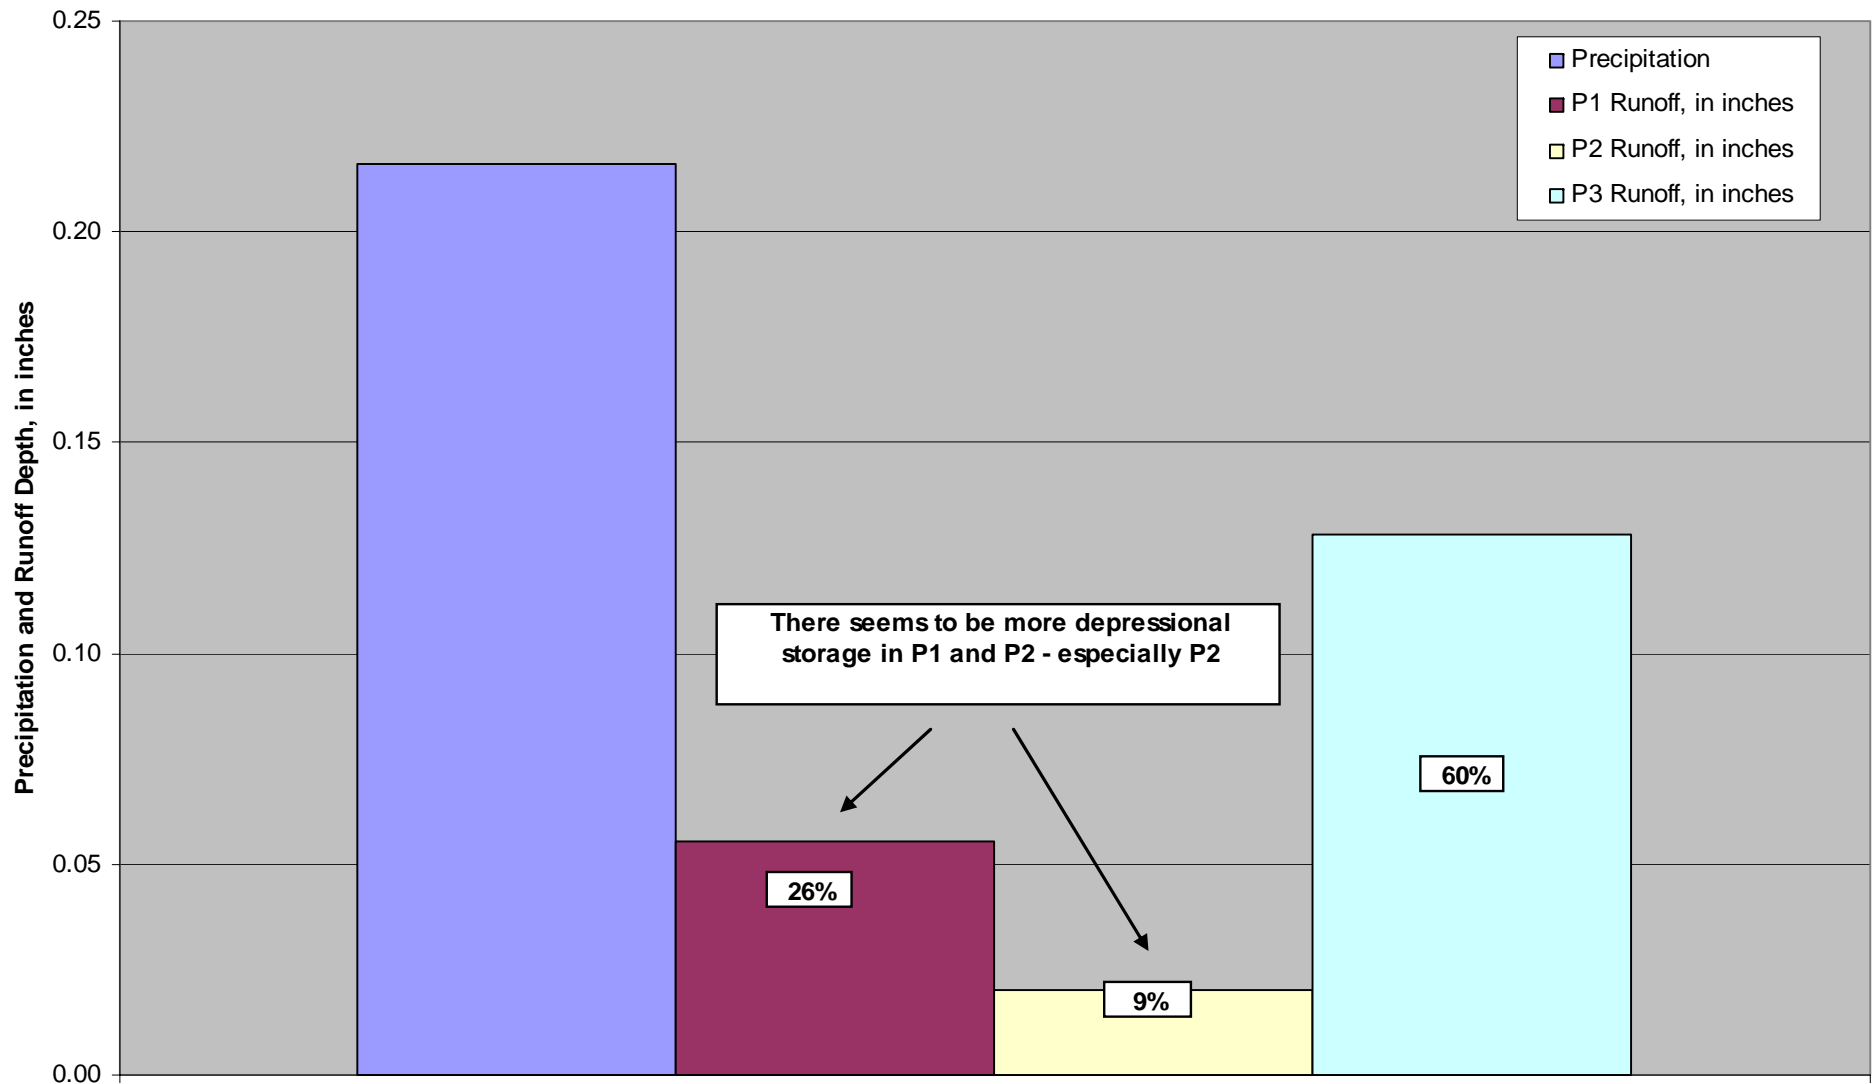 0.25
0.20
0.15
0.10
0.05
0.00
Precipitation and Runoff Depth, in inches
Precipitation
P1 Runoff, in inches
P2 Runoff, in inches
P3 Runoff, in inches
There seems to be more depressional
storage in P1 and P2 - especially P2
26%
9%
60%